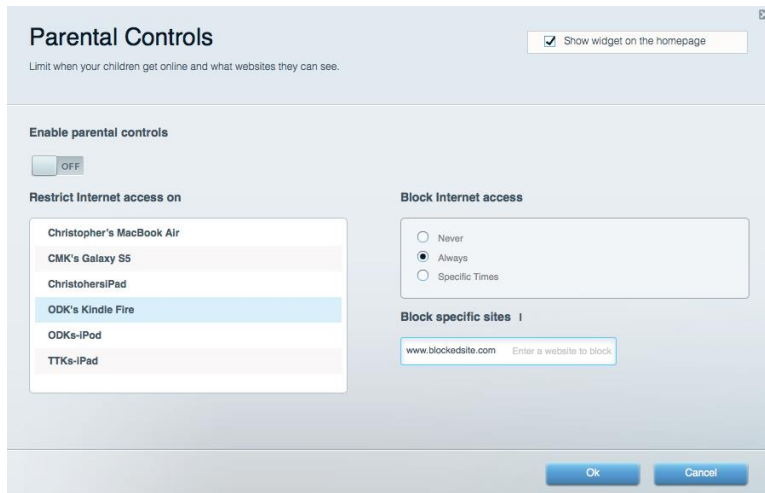 Parental Controls
Show widget on the homepage
Limit when your children get online and what websites they can see.
Enable parental controls
OFF
Restrict Internet access on
Christopher's MacBook Air
CMK's Galaxy S5
ChristohersiPad
ODK's Kindle Fire
ODKs-iPod
TTKs-iPad
Block Internet access
Never
Always
Specific Times
Block specific sites I
www.blockedsite.com Enter a website to block
Ok Cancel